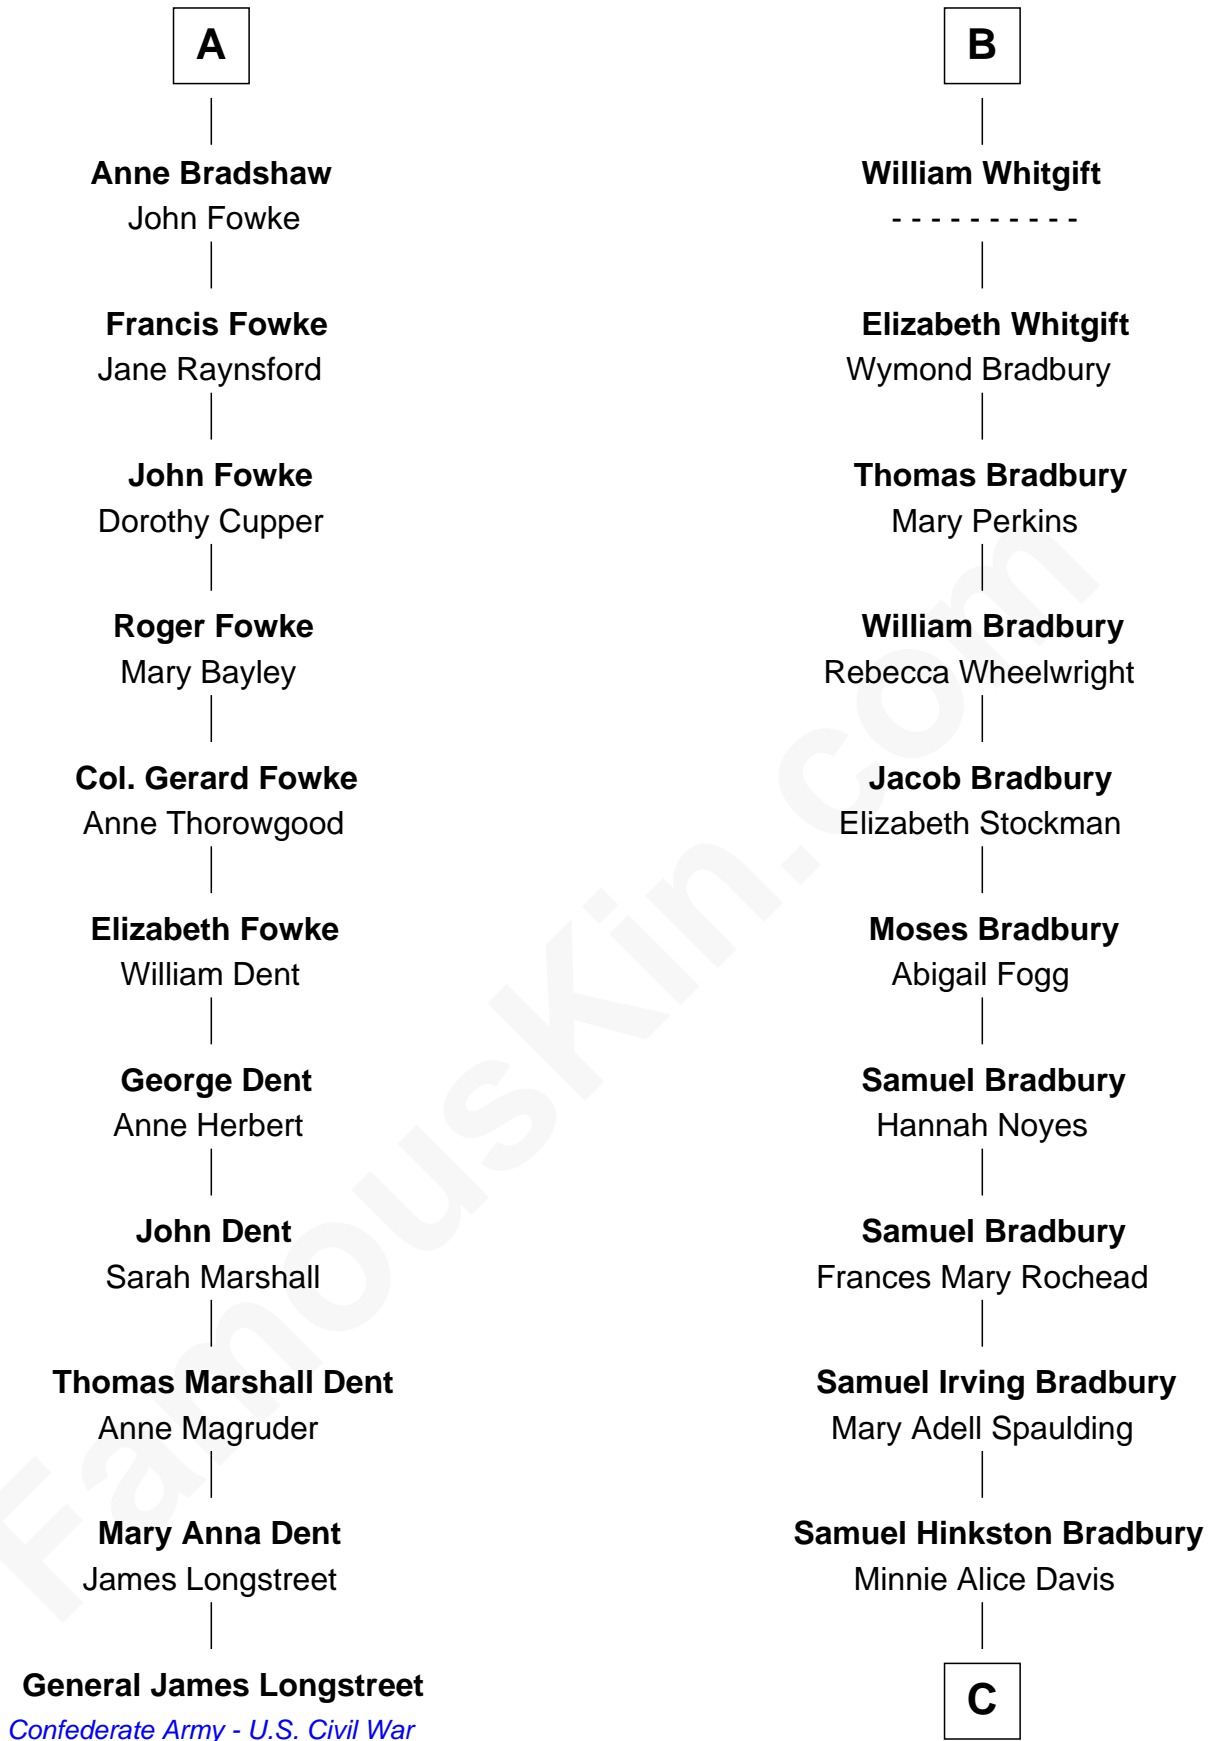 A
Anne Bradshaw
John Fowke
Francis Fowke
Jane Raynsford
John Fowke
Dorothy Cupper
Roger Fowke
Mary Bayley
Col. Gerard Fowke
Anne Thorowgood
Elizabeth Fowke
William Dent
George Dent
Anne Herbert
John Dent
Sarah Marshall
Thomas Marshall Dent
Anne Magruder
Mary Anna Dent
James Longstreet
General James Longstreet
Confederate Army - U.S. Civil War
B
William Whitgift
- - - - - - - - - -
Elizabeth Whitgift
Wymond Bradbury
Thomas Bradbury
Mary Perkins
William Bradbury
Rebecca Wheelwright
Jacob Bradbury
Elizabeth Stockman
Moses Bradbury
Abigail Fogg
Samuel Bradbury
Hannah Noyes
Samuel Bradbury
Frances Mary Rochead
Samuel Irving Bradbury
Mary Adell Spaulding
Samuel Hinkston Bradbury
Minnie Alice Davis
C
FamousKin.com